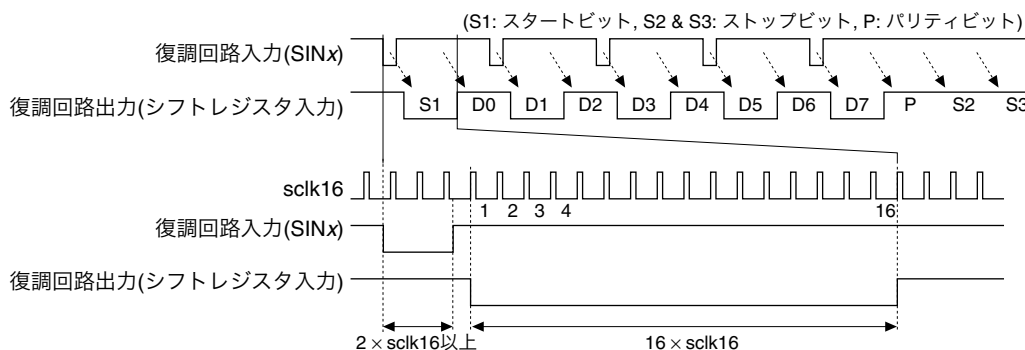 (S1: スタートビット, S2 & S3: ストップビット, P: パリティビット)
復調回路入力(SINx)
復調回路出力(シフトレジスタ入力)
S1 D0 D1 D2 D3 D4 D5 D6 D7 P S2 S3
sclk16
1 2 3 4 16
復調回路入力(SINx)
復調回路出力(シフトレジスタ入力)
2 × sclk16以上
16 × sclk16